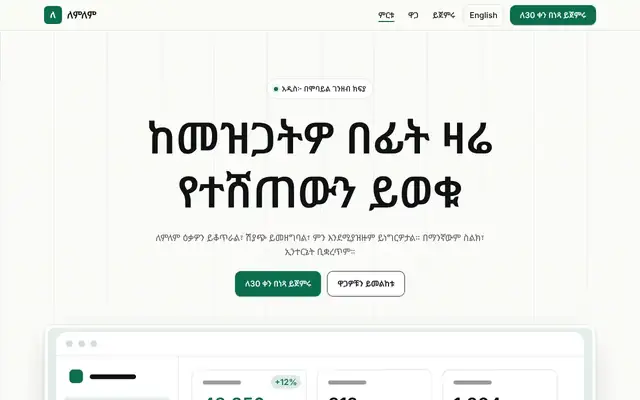 ለ ለምለም
ምርቱ ዋጋ ይጀምሩ English ለ30 ቀን በነጻ ይጀምሩ
አዲስ፦ በሞባይል ገንዘብ ክፍያ
ከመዝጋትዎ በፊት ዛሬ
የተሸጠውን ይወቁ
ለምለም ዕቃዎን ይቆጥራል፣ ሽያጭ ይመዘግባል፣ ምን እንደሚያዝዙም ይነግርዎታል። በማንኛውም ስልክ፣
ኢንተርኔት ቢቋረጥም።
ለ30 ቀን በነጻ ይጀምሩ ዋጋዎቹን ይመልከቱ
+12%